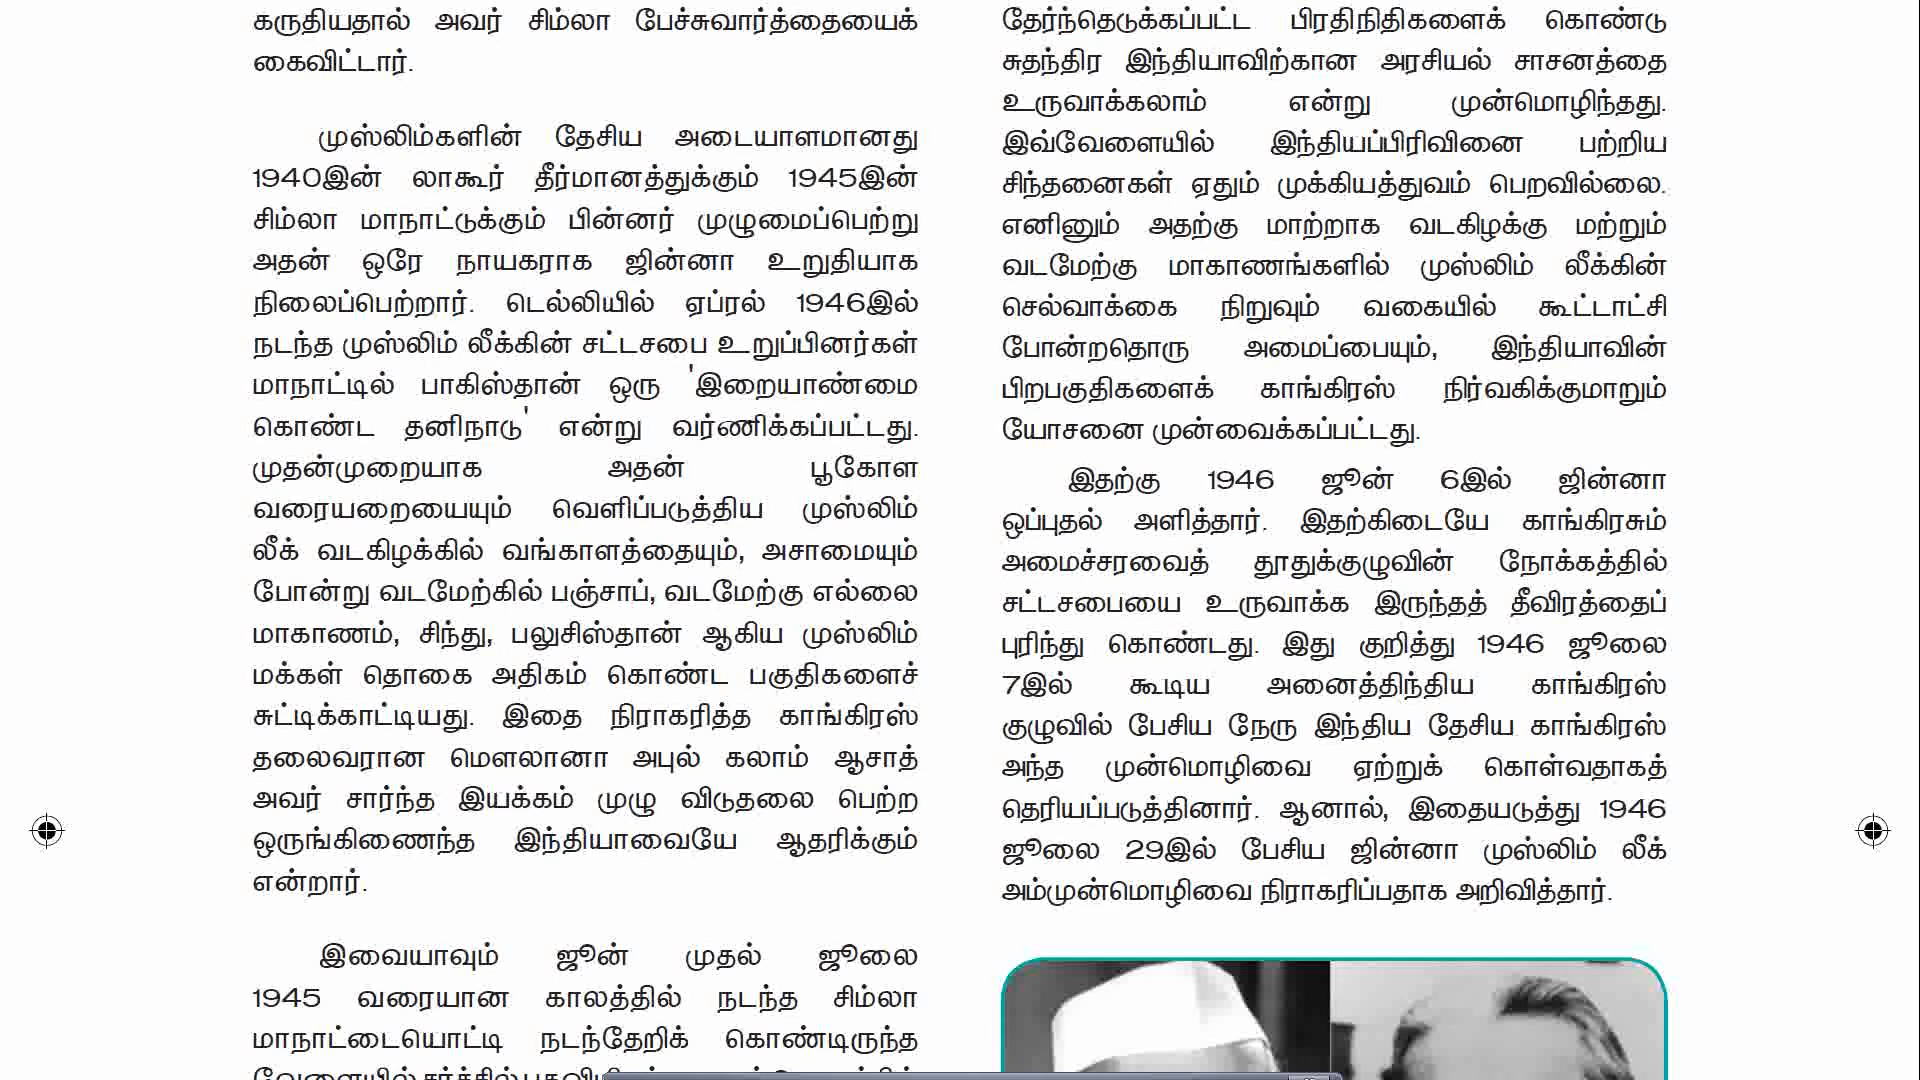 கருதியதால் அவர் சிம்லா பேச்சுவார்த்தையைக்
கைவிட்டார்.
முஸ்லிம்களின் தேசிய அடையாளமானது
1940இன் லாகூர் தீர்மானத்துக்கும் 1945இன்
சிம்லா மாநாட்டுக்கும் பின்னர் முழுமைப்பெற்று
அதன் ஒரே நாயகராக ஜின்னா உறுதியாக
நிலைப்பெற்றார். டெல்லியில் ஏப்ரல் 1946இல்
நடந்த முஸ்லிம் லீக்கின் சட்டசபை உறுப்பினர்கள்
மாநாட்டில் பாகிஸ்தான் ஒரு 'இறையாண்மை
கொண்ட தனிநாடு' என்று வர்ணிக்கப்பட்டது.
முதன்முறையாக அதன் பூகோள
வரையறையையும் வெளிப்படுத்திய முஸ்லிம்
லீக் வடகிழக்கில் வங்காளத்தையும், அசாமையும்
போன்று வடமேற்கில் பஞ்சாப், வடமேற்கு எல்லை
மாகாணம், சிந்து, பலுசிஸ்தான் ஆகிய முஸ்லிம்
மக்கள் தொகை அதிகம் கொண்ட பகுதிகளைச்
சுட்டிக்காட்டியது. இதை நிராகரித்த காங்கிரஸ்
தலைவரான மௌலானா அபுல் கலாம் ஆசாத்
அவர் சார்ந்த இயக்கம் முழு விடுதலை பெற்ற
ஒருங்கிணைந்த இந்தியாவையே ஆதரிக்கும்
என்றார்.
இவையாவும் ஜூன் முதல் ஜூலை
1945 வரையான காலத்தில் நடந்த சிம்லா
மாநாட்டையொட்டி நடந்தேறிக் கொண்டிருந்த
தேர்ந்தெடுக்கப்பட்ட பிரதிநிதிகளைக் கொண்டு
சுதந்திர இந்தியாவிற்கான அரசியல் சாசனத்தை
உருவாக்கலாம் என்று முன்மொழிந்தது.
இவ்வேளையில் இந்தியப்பிரிவினை பற்றிய
சிந்தனைகள் ஏதும் முக்கியத்துவம் பெறவில்லை.
எனினும் அதற்கு மாற்றாக வடகிழக்கு மற்றும்
வடமேற்கு மாகாணங்களில் முஸ்லிம் லீக்கின்
செல்வாக்கை நிறுவும் வகையில் கூட்டாட்சி
போன்றதொரு அமைப்பையும், இந்தியாவின்
பிறபகுதிகளைக் காங்கிரஸ் நிர்வகிக்குமாறும்
யோசனை முன்வைக்கப்பட்டது.
இதற்கு 1946 ஜூன் 6இல் ஜின்னா
ஒப்புதல் அளித்தார். இதற்கிடையே காங்கிரசும்
அமைச்சரவைத் தூதுக்குழுவின் நோக்கத்தில்
சட்டசபையை உருவாக்க இருந்தத் தீவிரத்தைப்
புரிந்து கொண்டது. இது குறித்து 1946 ஜூலை
7இல் கூடிய அனைத்திந்திய காங்கிரஸ்
குழுவில் பேசிய நேரு இந்திய தேசிய காங்கிரஸ்
அந்த முன்மொழிவை ஏற்றுக் கொள்வதாகத்
தெரியப்படுத்தினார். ஆனால், இதையடுத்து 1946
ஜூலை 29இல் பேசிய ஜின்னா முஸ்லிம் லீக்
அம்முன்மொழிவை நிராகரிப்பதாக அறிவித்தார்.